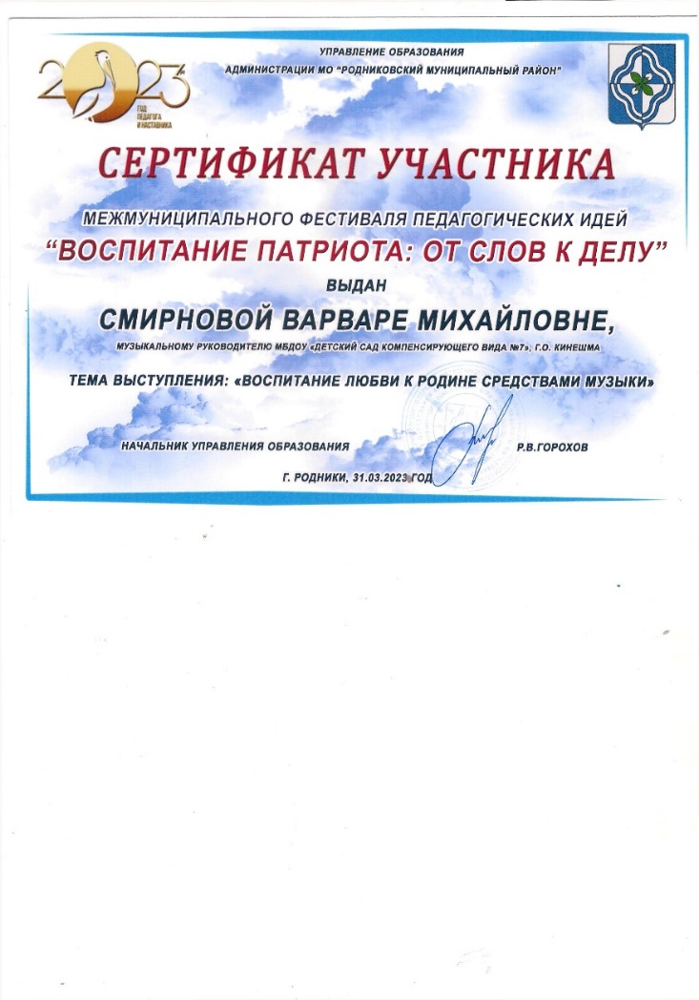 УПРАВЛЕНИЕ ОБРАЗОВАНИЯ
АДМИНИСТРАЦИИ МО "РОДНИКОВСКИЙ МУНИЦИПАЛЬНЫЙ РАЙОН"
2023
ГОД
ПЕДАГОГА
И НАСТАВНИКА
СЕРТИФИКАТ УЧАСТНИКА
МЕЖМУНИЦИПАЛЬНОГО ФЕСТИВАЛЯ ПЕДАГОГИЧЕСКИХ ИДЕЙ
“ВОСПИТАНИЕ ПАТРИОТА: ОТ СЛОВ К ДЕЛУ”
ВЫДАН
СМИРНОВОЙ ВАРВАРЕ МИХАЙЛОВНЕ,
МУЗЫКАЛЬНОМУ РУКОВОДИТЕЛЮ МБДОУ «ДЕТСКИЙ САД КОМПЕНСИРУЮЩЕГО ВИДА №7», Г.О. КИНЕШМА
ТЕМА ВЫСТУПЛЕНИЯ: «ВОСПИТАНИЕ ЛЮБВИ К РОДИНЕ СРЕДСТВАМИ МУЗЫКИ»
НАЧАЛЬНИК УПРАВЛЕНИЯ ОБРАЗОВАНИЯ Р.В.ГОРОХОВ
Г. РОДНИКИ, 31.03.2023 ГОД